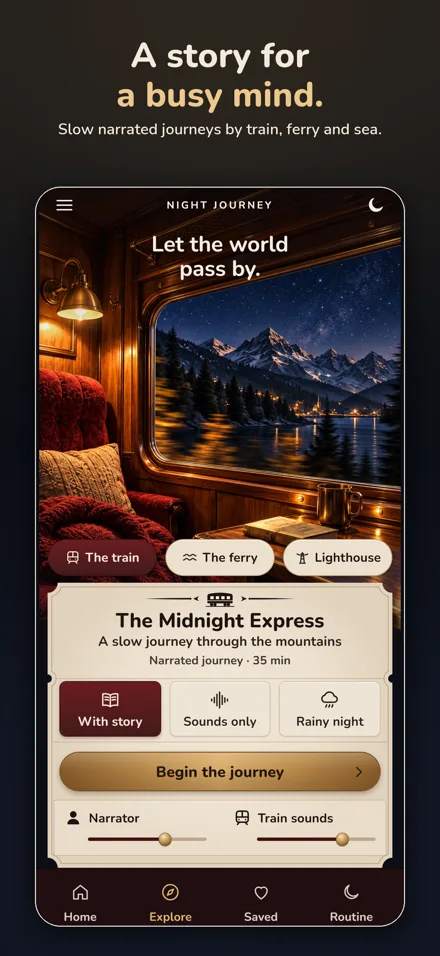 A story for
a busy mind.
Slow narrated journeys by train, ferry and sea.
NIGHT JOURNEY
Let the world
pass by.
The train
The ferry
Lighthouse
The Midnight Express
A slow journey through the mountains
Narrated journey · 35 min
With story
Sounds only
Rainy night
Begin the journey
Narrator
Train sounds
Home
Explore
Saved
Routine